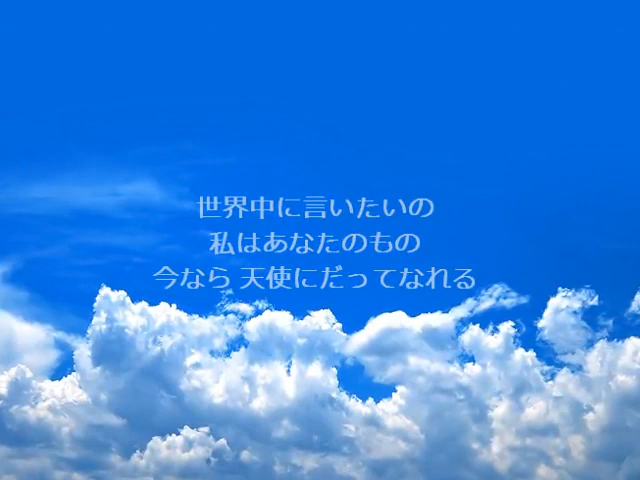 世界中に言いたいの
私はあなたのもの
今なら 天使にだってなれる